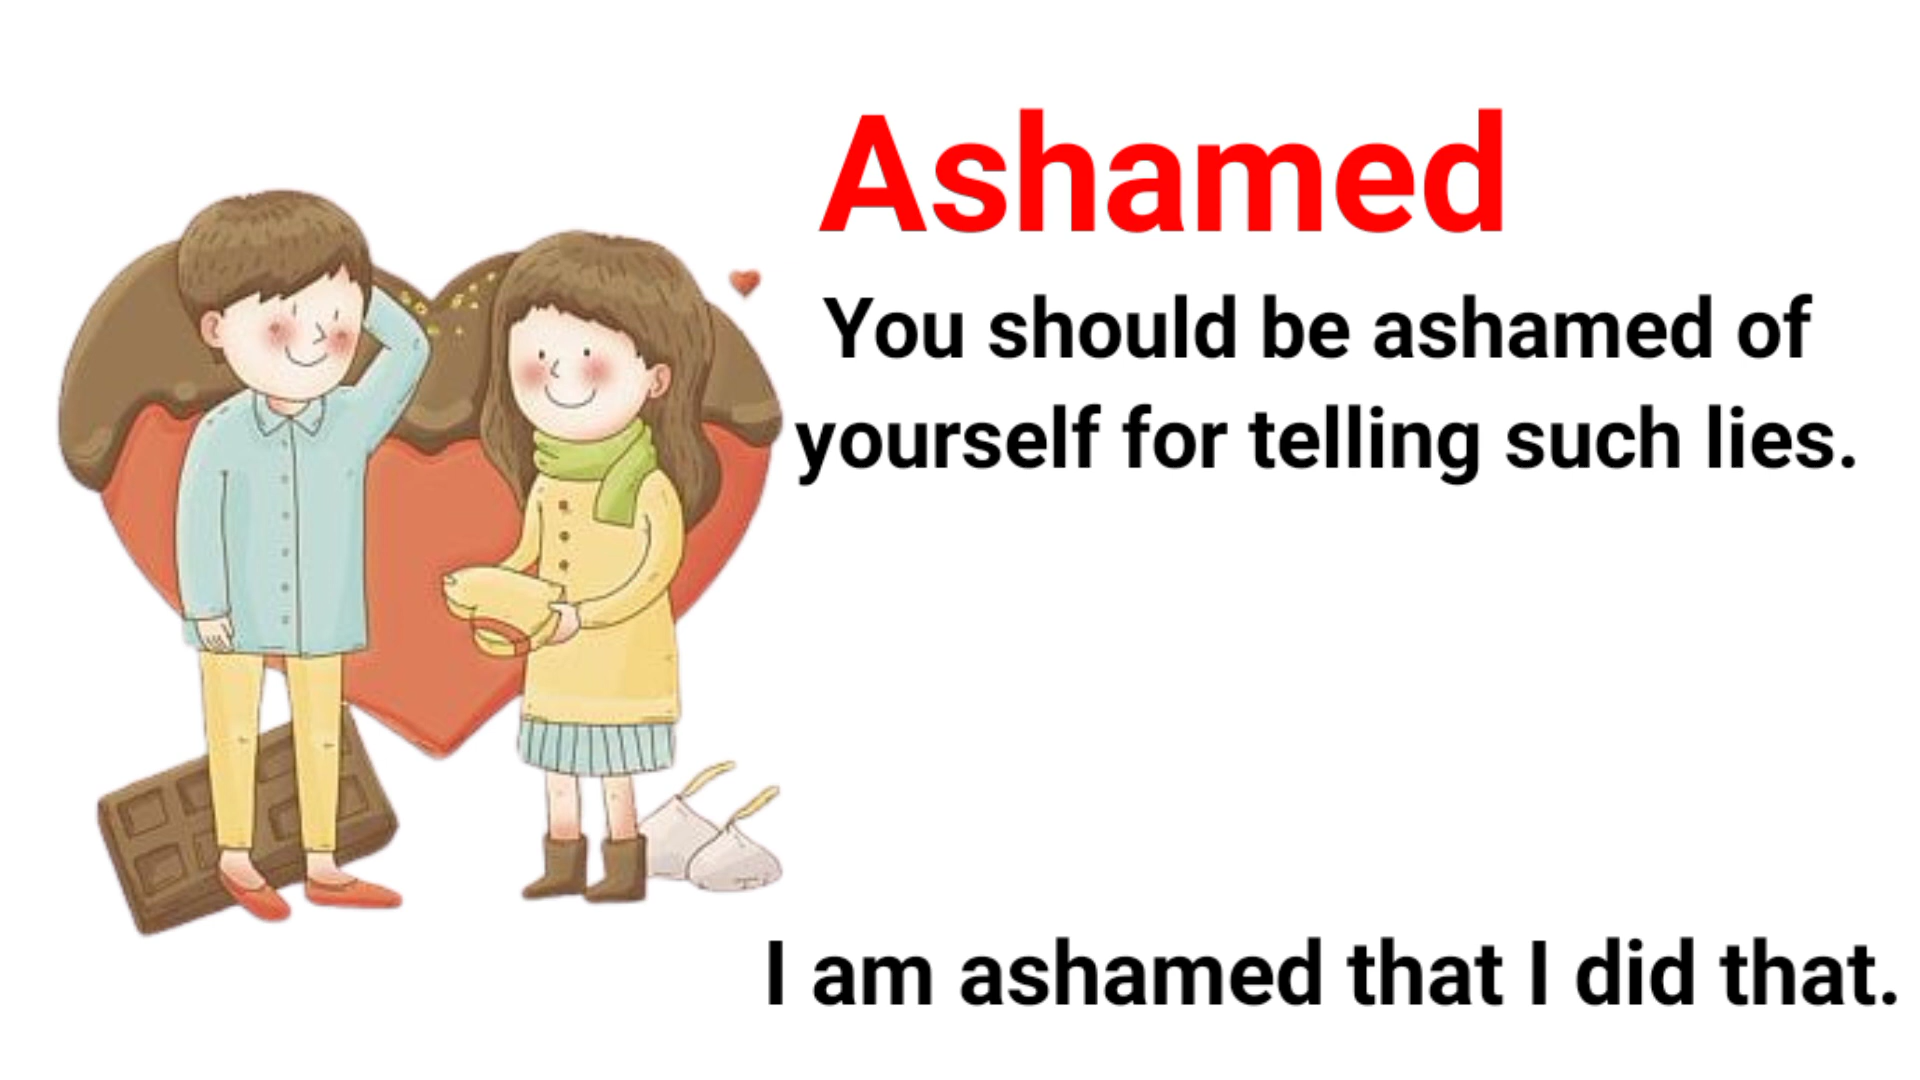 Ashamed
You should be ashamed of
yourself for telling such lies.
I am ashamed that I did that.